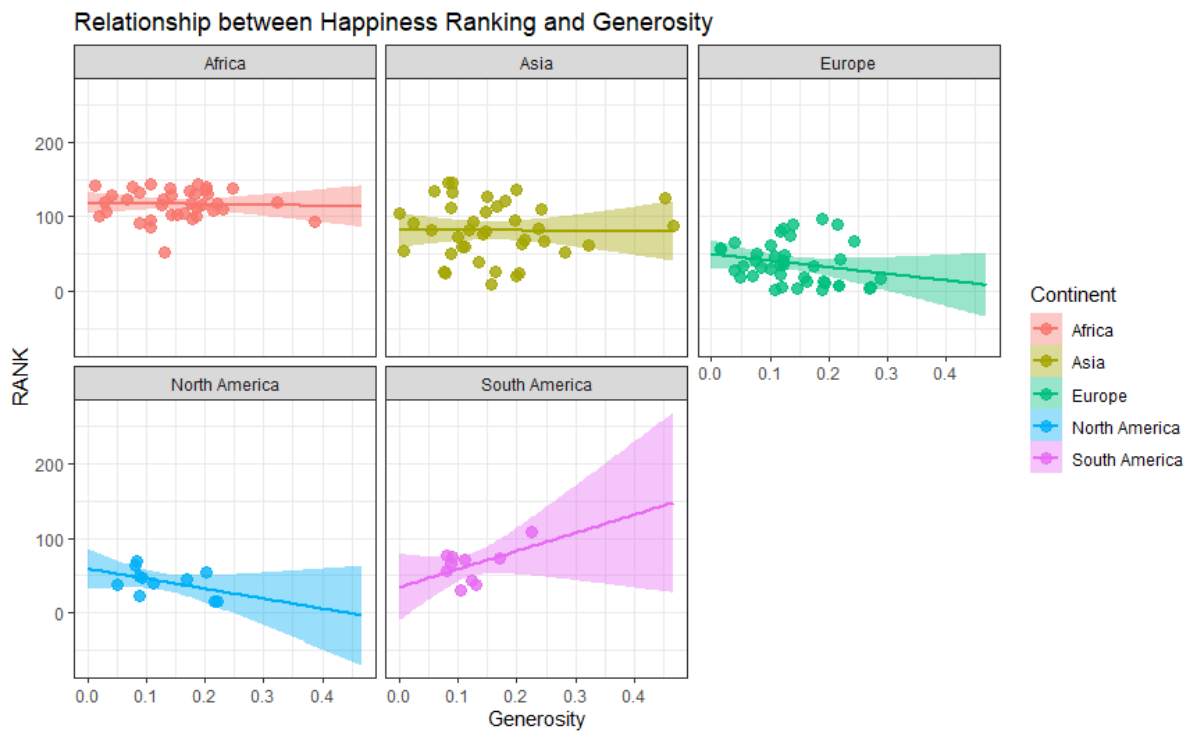 Relationship between Happiness Ranking and Generosity
Africa
Asia
Europe
200
100
0
0.0 0.1 0.2 0.3 0.4
North America
South America
200
100
0
0.0 0.1 0.2 0.3 0.4
0.0 0.1 0.2 0.3 0.4
RANK
Generosity
Continent
Africa
Asia
Europe
North America
South America